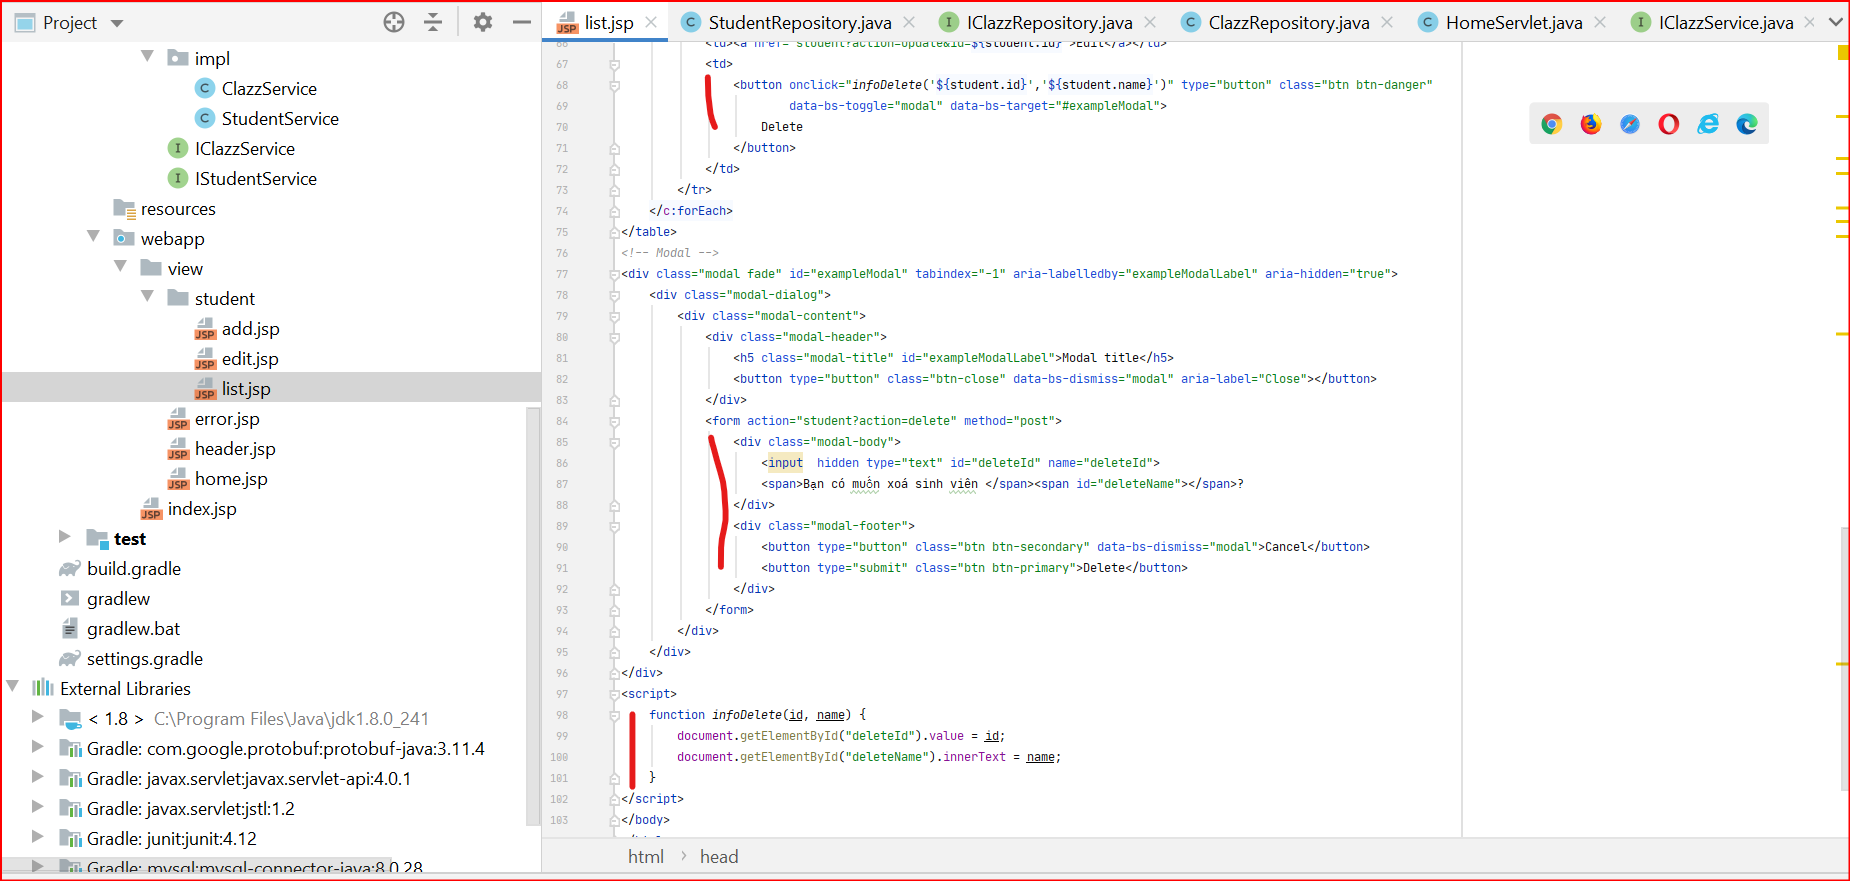 Project
list.jsp
StudentRepository.java
IClazzRepository.java
ClazzRepository.java
HomeServlet.java
IClazzService.java
impl
ClazzService
StudentService
IClazzService
IStudentService
resources
webapp
view
student
add.jsp
edit.jsp
list.jsp
error.jsp
header.jsp
home.jsp
index.jsp
test
build.gradle
gradlew
gradlew.bat
settings.gradle
External Libraries
< 1.8 > C:\Program Files\Java\jdk1.8.0_241
Gradle: com.google.protobuf:protobuf-java:3.11.4
Gradle: javax.servlet:javax.servlet-api:4.0.1
Gradle: javax.servlet:jstl:1.2
Gradle: junit:junit:4.12
Gradle: mysql:mysql-connector-java:8.0.28
66 <td><a href="student?action=update&id=${student.id}">Edit</a></td>
67 <td>
68 <button onclick="infoDelete('${student.id}','${student.name}')" type="button" class="btn btn-danger"
69 data-bs-toggle="modal" data-bs-target="#exampleModal">
70 Delete
71 </button>
72 </td>
73 </tr>
74 </c:forEach>
75 </table>
76 <!-- Modal -->
77 <div class="modal fade" id="exampleModal" tabindex="-1" aria-labelledby="exampleModalLabel" aria-hidden="true">
78 <div class="modal-dialog">
79 <div class="modal-content">
80 <div class="modal-header">
81 <h5 class="modal-title" id="exampleModalLabel">Modal title</h5>
82 <button type="button" class="btn-close" data-bs-dismiss="modal" aria-label="Close"></button>
83 </div>
84 <form action="student?action=delete" method="post">
85 <div class="modal-body">
86 <input  hidden type="text" id="deleteId" name="deleteId">
87 <span>Bạn có muốn xoá sinh viên </span><span id="deleteName"></span>?
88 </div>
89 <div class="modal-footer">
90 <button type="button" class="btn btn-secondary" data-bs-dismiss="modal">Cancel</button>
91 <button type="submit" class="btn btn-primary">Delete</button>
92 </div>
93 </form>
94 </div>
95 </div>
96 </div>
97 <script>
98 function infoDelete(id, name) {
99 document.getElementById("deleteId").value = id;
100 document.getElementById("deleteName").innerText = name;
101 }
102 </script>
103 </body>
html › head